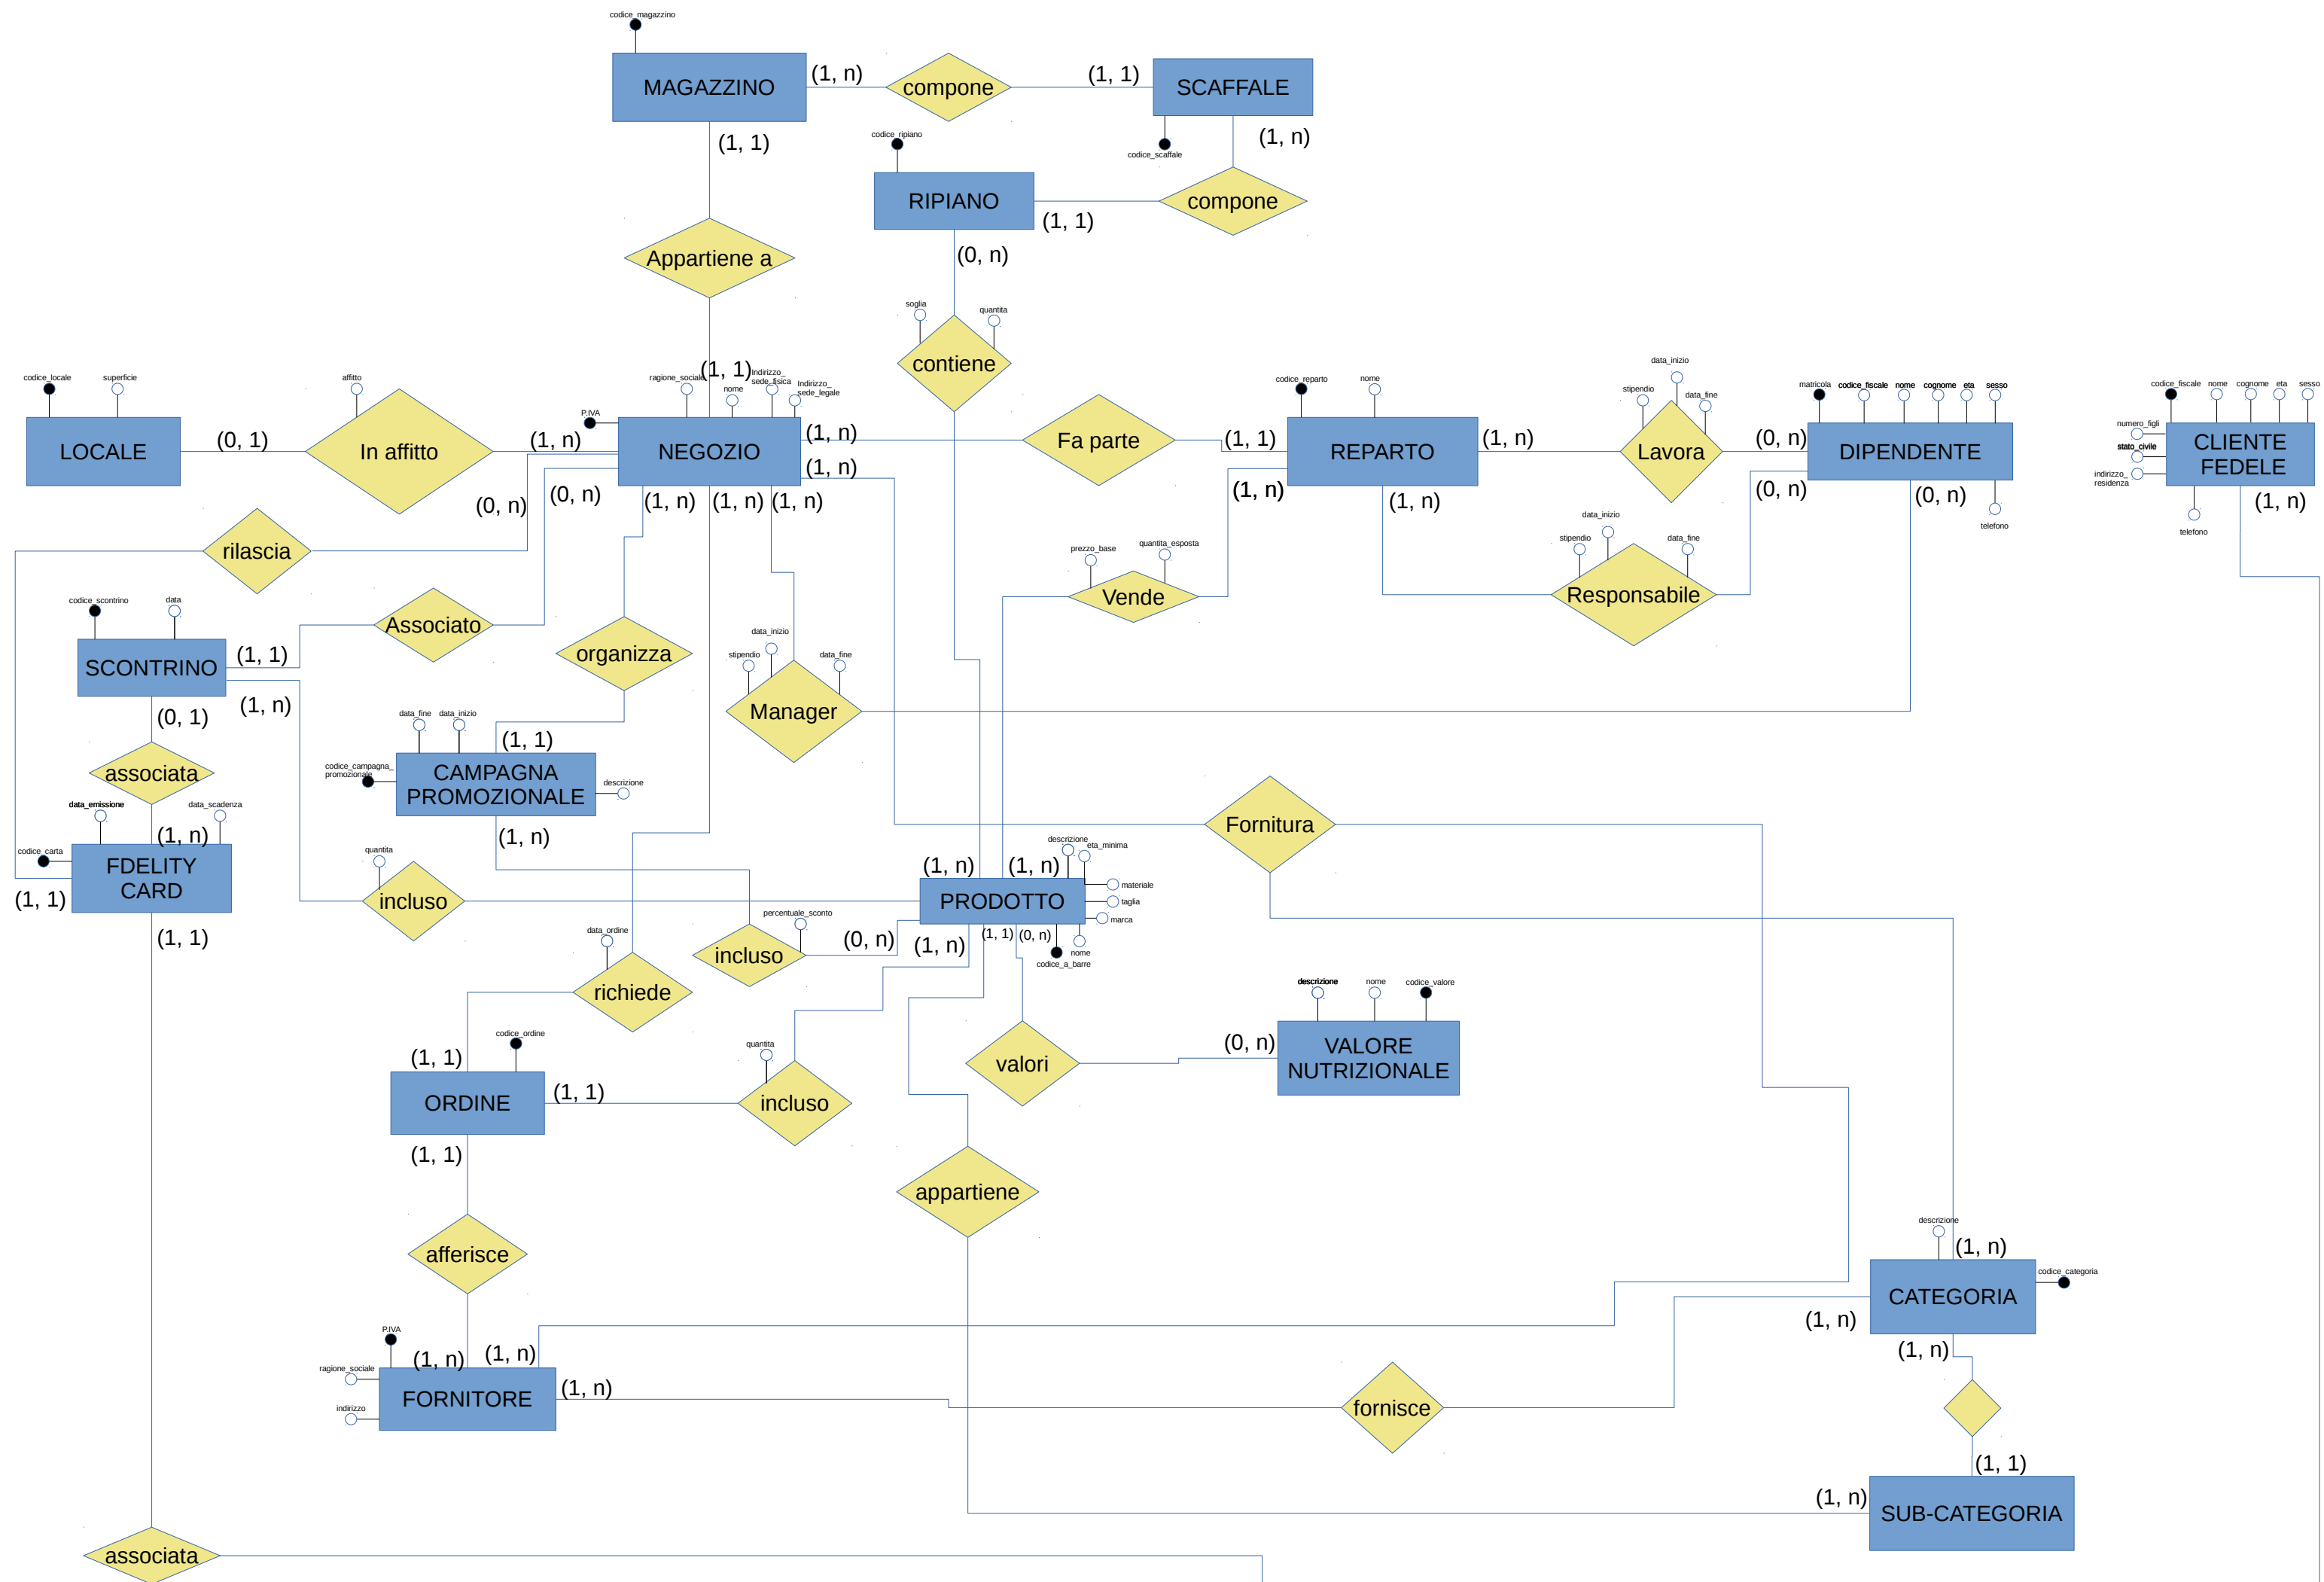 codice_magazzino
MAGAZZINO
(1, n)
compone
(1, 1)
SCAFFALE
(1, 1)
codice_ripiano
codice_scaffale
(1, n)
RIPIANO
(1, 1)
compone
Appartiene a
(0, n)
soglia
quantita
contiene
codice_locale
superficie
affitto
ragione_sociale
(1, 1)
nome
Indirizzo_
sede_fisica
Indirizzo_
sede_legale
P.IVA
codice_reparto
nome
data_inizio
stipendio
data_fine
matricola
codice_fiscale
nome
cognome
eta
sesso
codice_fiscale
nome
cognome
eta
sesso
numero_figli
stato_civile
indirizzo_
residenza
LOCALE
(0, 1)
In affitto
(1, n)
NEGOZIO
(1, n)
Fa parte
(1, 1)
REPARTO
(1, n)
Lavora
(0, n)
DIPENDENTE
CLIENTE
FEDELE
(1, n)
(0, n)
(0, n)
(1, n)
(1, n)
(1, n)
(1, n)
(1, n)
(0, n)
(0, n)
telefono
(1, n)
telefono
rilascia
prezzo_base
quantita_esposta
Vende
stipendio
data_inizio
data_fine
Responsabile
codice_scontrino
data
Associato
SCONTRINO
(1, 1)
organizza
stipendio
data_inizio
data_fine
Manager
(1, n)
(0, 1)
data_fine
data_inizio
(1, 1)
associata
codice_campagna_
promozionale
CAMPAGNA
PROMOZIONALE
descrizione
data_emissione
data_scadenza
(1, n)
(1, n)
Fornitura
codice_carta
FDELITY
CARD
(1, 1)
quantita
incluso
(1, n)
(1, n)
descrizione
eta_minima
materiale
taglia
marca
PRODOTTO
(1, 1)
percentuale_sconto
incluso
(0, n)
(1, n)
(1, 1)
(0, n)
nome
codice_a_barre
data_ordine
richiede
descrizione
nome
codice_valore
codice_ordine
(1, 1)
quantita
valori
(0, n)
VALORE
NUTRIZIONALE
ORDINE
(1, 1)
incluso
(1, 1)
appartiene
afferisce
descrizione
(1, n)
codice_categoria
CATEGORIA
(1, n)
(1, n)
P.IVA
ragione_sociale
indirizzo
(1, n)
(1, n)
FORNITORE
(1, n)
fornisce
(1, 1)
(1, n)
SUB-CATEGORIA
associata